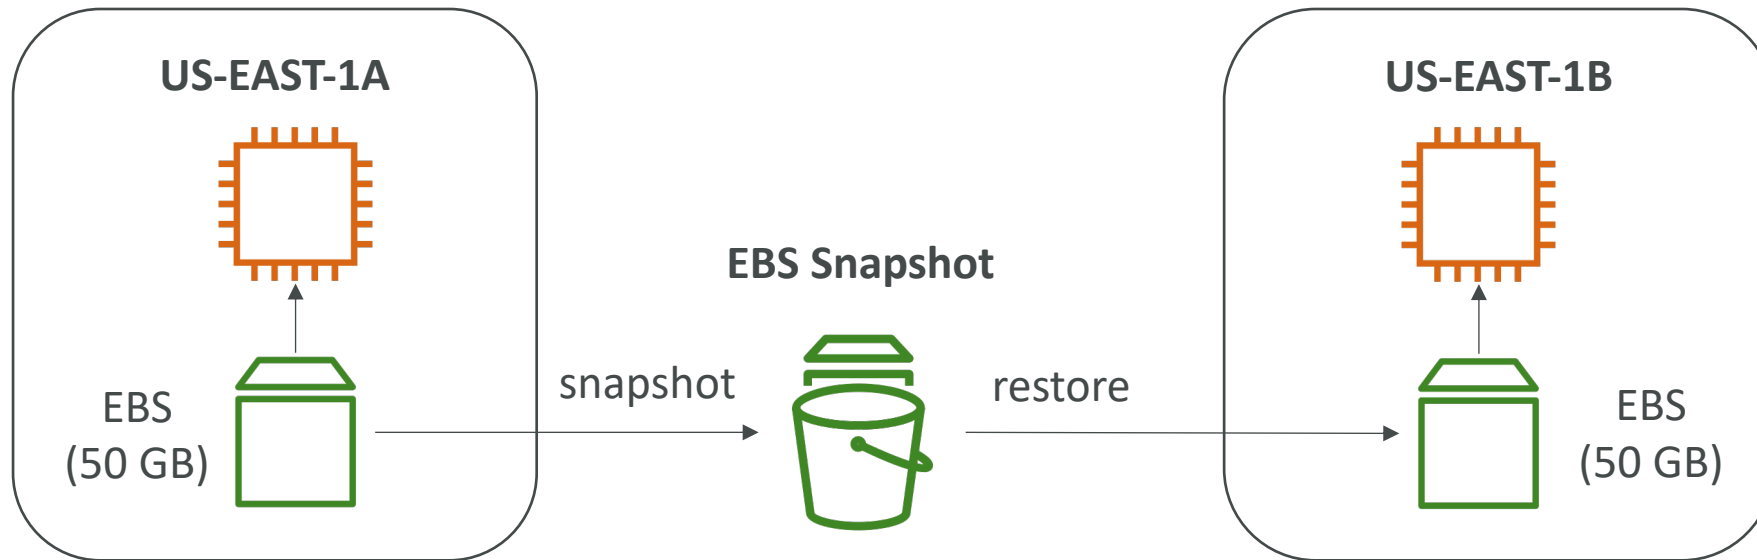 US-EAST-1A
EBS
(50 GB)
snapshot
EBS Snapshot
restore
US-EAST-1B
EBS
(50 GB)